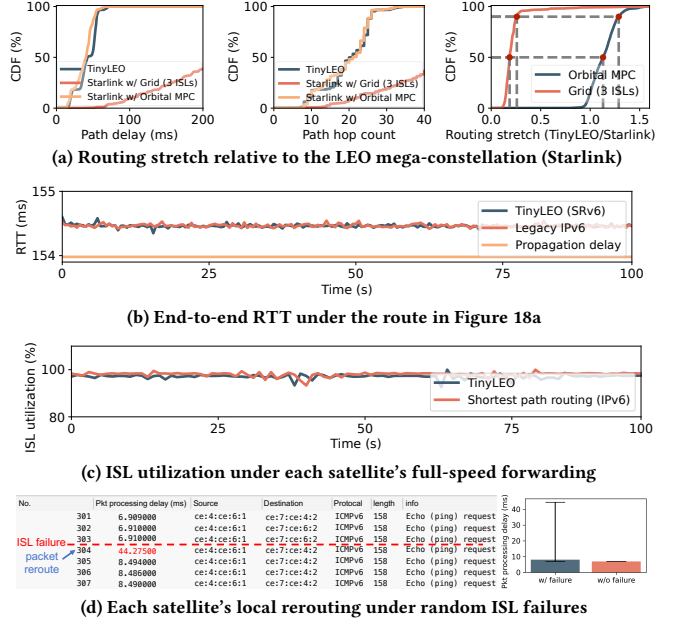 CDF (%)
100
50
0
0 100 200
Path delay (ms)
TinyLEO
Starlink w/ Grid (3 ISLs)
Starlink w/ Orbital MPC
CDF (%)
100
50
0
0 10 20 30 40
Path hop count
TinyLEO
Starlink w/ Grid (3 ISLs)
Starlink w/ Orbital MPC
CDF (%)
100
50
0
0.0 0.5 1.0 1.5
Routing stretch (TinyLEO/Starlink)
Orbital MPC
Grid (3 ISLs)
(a) Routing stretch relative to the LEO mega-constellation (Starlink)
RTT (ms)
155
154
TinyLEO (SRv6)
Legacy IPv6
Propagation delay
0 25 50 75 100
Time (s)
(b) End-to-end RTT under the route in Figure 18a
ISL utilization (%)
100
80
TinyLEO
Shortest path routing (IPv6)
0 25 50 75 100
Time (s)
(c) ISL utilization under each satellite's full-speed forwarding
No. Pkt processing delay (ms) Source Destination Protocal length info
301 6.909000 ce:4:ce:6:1 ce:7:ce:4:2 ICMPv6 158 Echo (ping) request
302 6.910000 ce:4:ce:6:1 ce:7:ce:6:2 ICMPv6 158 Echo (ping) request
303 6.910000 ce:4:ce:6:1 ce:7:ce:4:2 ICMPv6 158 Echo (ping) request
ISL failure
304 44.27500 ce:4:ce:6:1 ce:7:ce:4:2 ICMPv6 158 Echo (ping) request
packet
reroute
305 8.494000 ce:4:ce:6:1 ce:7:ce:4:2 ICMPv6 158 Echo (ping) request
306 8.486000 ce:4:ce:6:1 ce:7:ce:4:2 ICMPv6 158 Echo (ping) request
307 8.490000 ce:4:ce:6:1 ce:7:ce:4:2 ICMPv6 158 Echo (ping) request
Pkt processing delay (ms)
40
30
20
10
0
w/ failure w/o failure
(d) Each satellite's local rerouting under random ISL failures